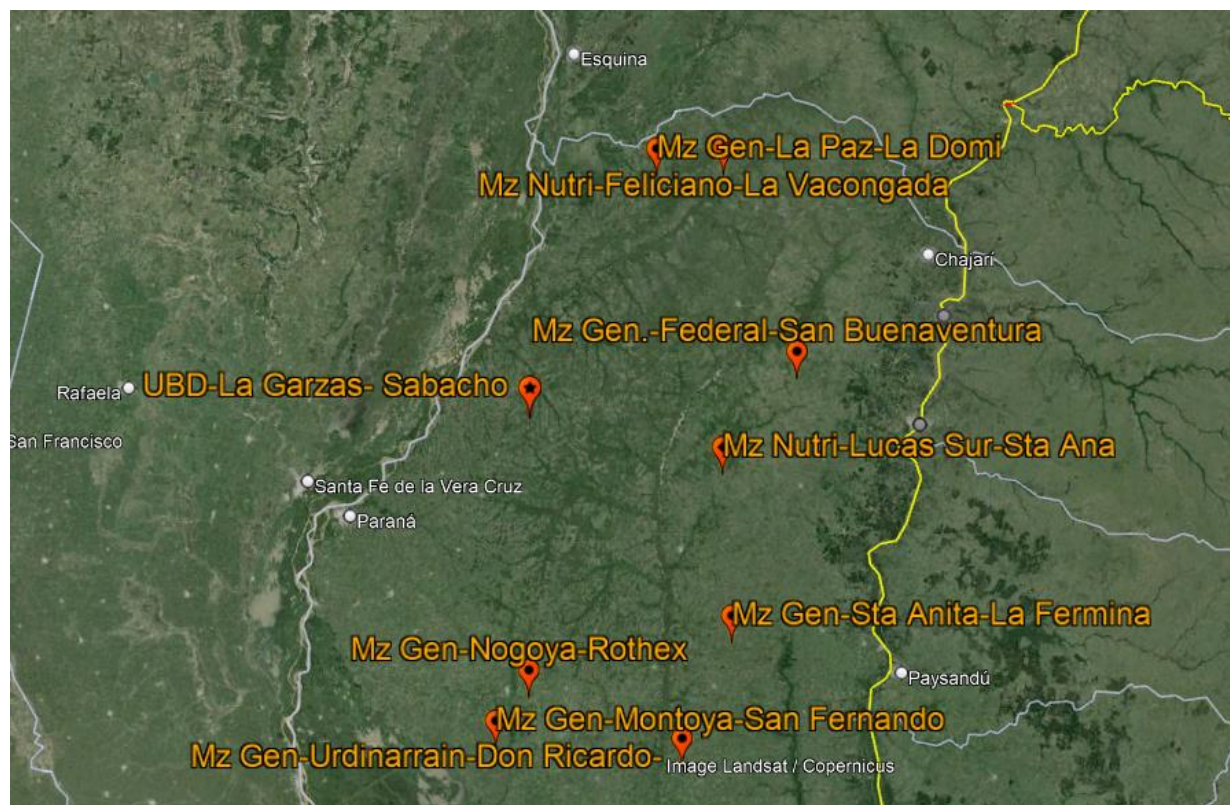 Esquina
Mz Gen-La Paz-La Domi
Mz Nutri-Feliciano-La Vacongada
Chajarí
Mz Gen.-Federal-San Buenaventura
Rafaela
UBD-La Garzas- Sabacho
San Francisco
Mz Nutri-Lucas Sur-Sta Ana
Santa Fe de la Vera Cruz
Paraná
Mz Gen-Sta Anita-La Fermina
Mz Gen-Nogoya-Rothex
Paysandú
Mz Gen-Montoya-San Fernando
Mz Gen-Urdinarrain-Don Ricardo-
Image Landsat / Copernicus